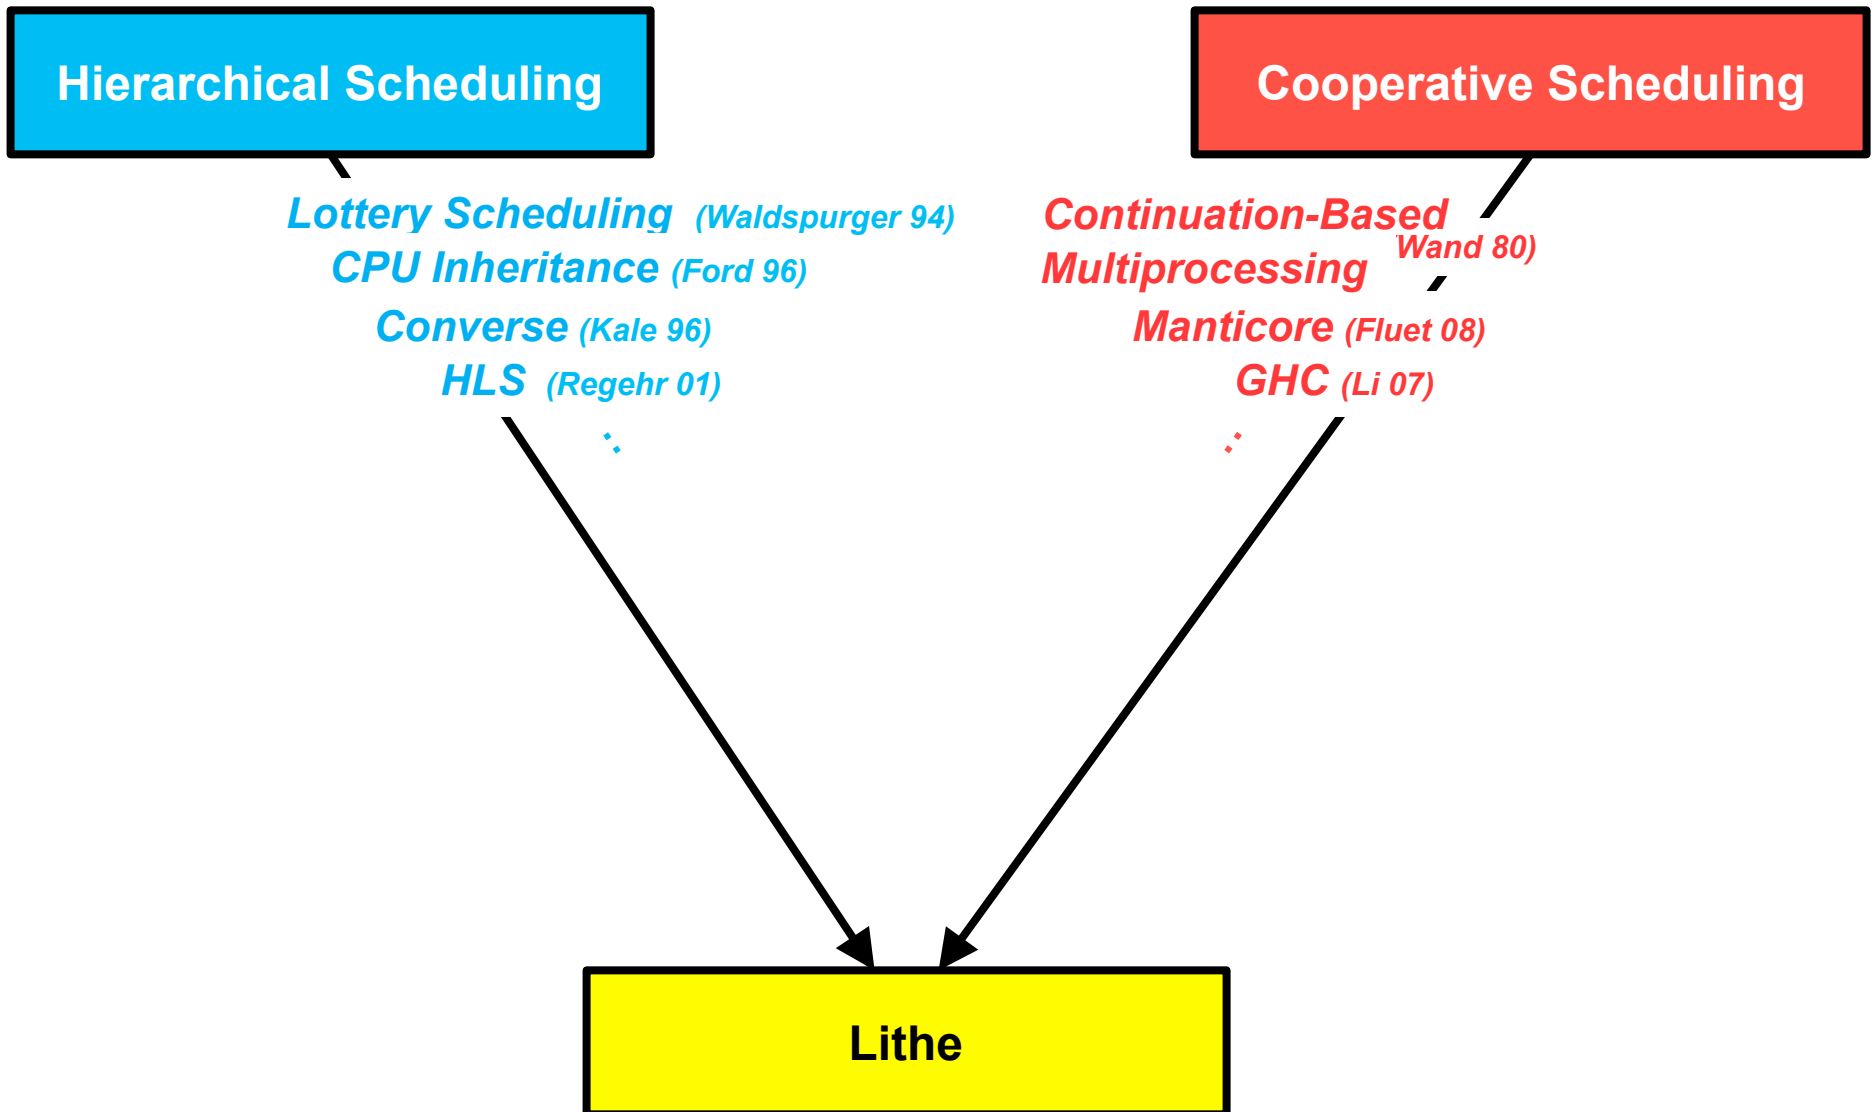 Hierarchical Scheduling
Cooperative Scheduling
Lottery Scheduling (Waldspurger 94)
CPU Inheritance (Ford 96)
Converse (Kale 96)
HLS (Regehr 01)
Continuation-Based
Multiprocessing Wand 80)
Manticore (Fluet 08)
GHC (Li 07)
Lithe